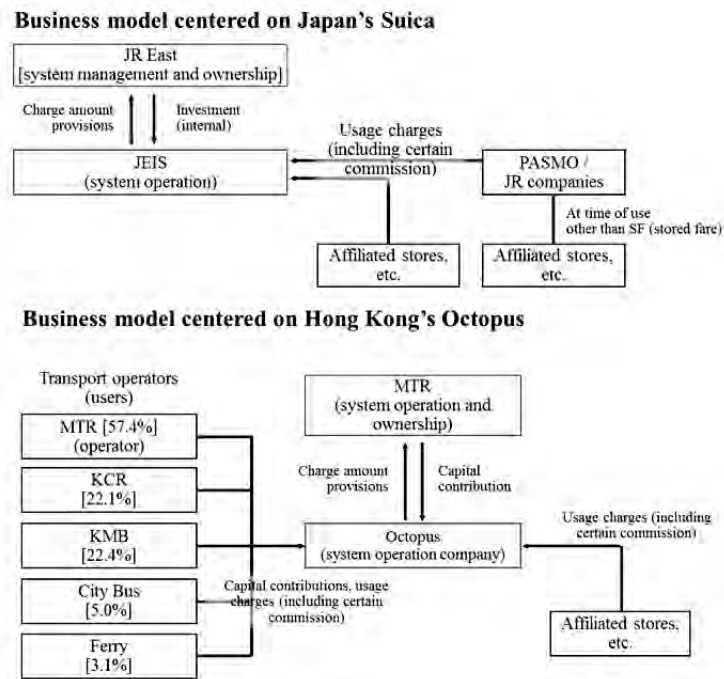 Business model centered on Japan's Suica
JR East
[system management and ownership]
Charge amount
provisions
Investment
(internal)
JEIS
(system operation)
Usage charges
(including certain
commission)
PASMO /
JR companies
At time of use
other than SF (stored fare)
Affiliated stores,
etc.
Affiliated stores,
etc.
Business model centered on Hong Kong's Octopus
Transport operators
(users)
MTR [57.4%]
(operator)
KCR
[22.1%]
KMB
[22.4%]
City Bus
[5.0%]
Ferry
[3.1%]
MTR
(system operation and
ownership)
Charge amount
provisions
Capital
contribution
Octopus
(system operation company)
Capital contributions, usage
charges (including certain
commission)
Usage charges (including
certain commission)
Affiliated stores,
etc.